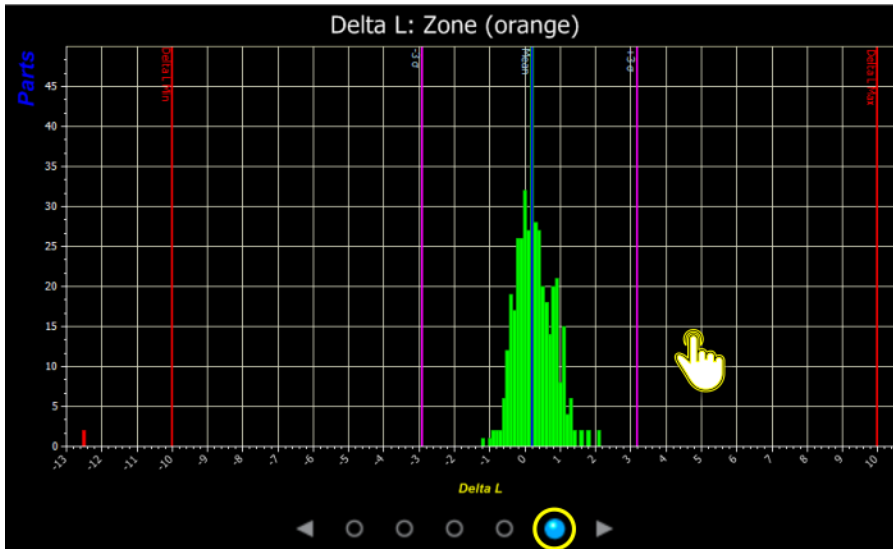 Delta L: Zone (orange)
Parts
Delta L Min
-3 σ
Mean
+3 σ
Delta L Max
45
40
35
30
25
20
15
10
5
0
-13 -12 -11 -10 -9 -8 -7 -6 -5 -4 -3 -2 -1 0 1 2 3 4 5 6 7 8 9 10
Delta L